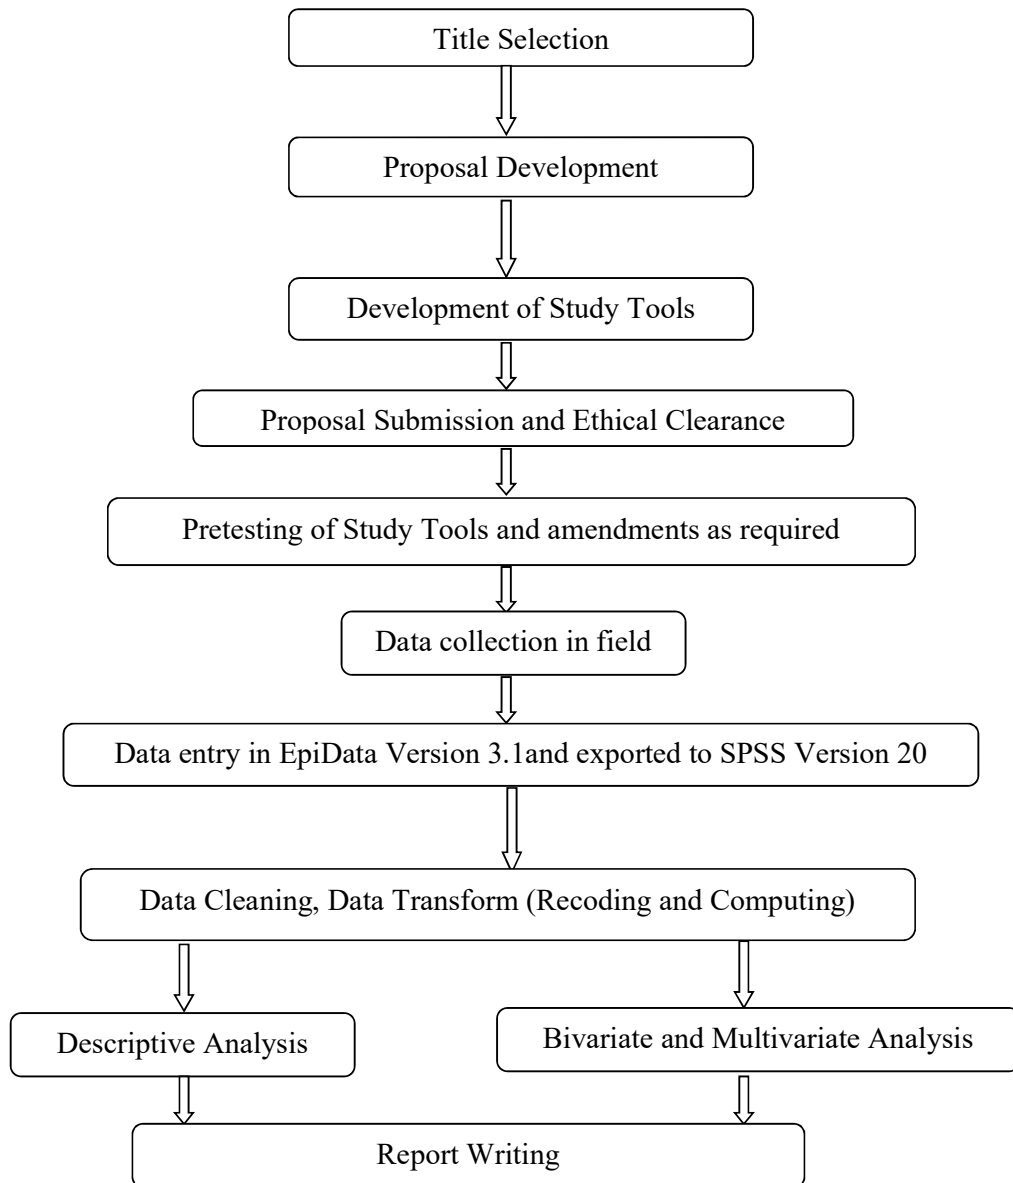 Title Selection
Proposal Development
Development of Study Tools
Proposal Submission and Ethical Clearance
Pretesting of Study Tools and amendments as required
Data collection in field
Data entry in EpiData Version 3.1and exported to SPSS Version 20
Data Cleaning, Data Transform (Recoding and Computing)
Descriptive Analysis
Bivariate and Multivariate Analysis
Report Writing